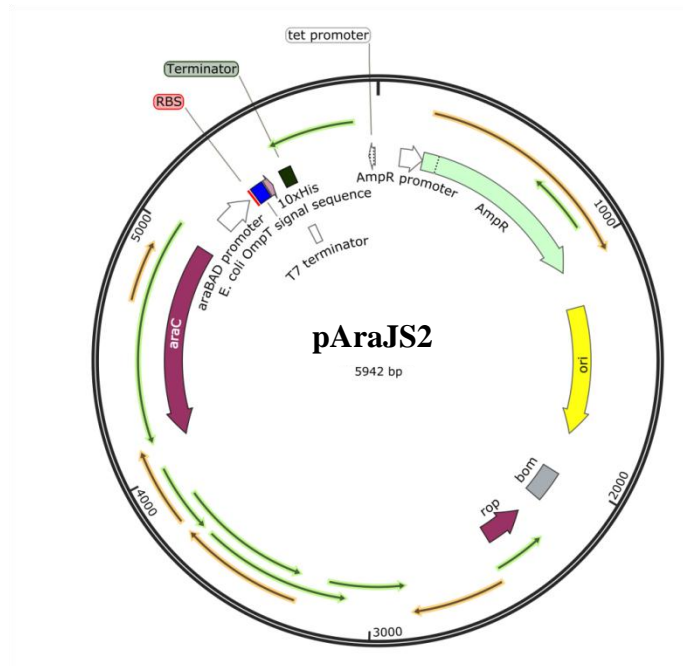 tet promoter
Terminator
RBS
10xHis
AmpR promoter
E. coli OmpT signal sequence
araBAD promoter
T7 terminator
AmpR
1000
5000
araC
pAraJS2
5942 bp
ori
bom
2000
rop
4000
3000